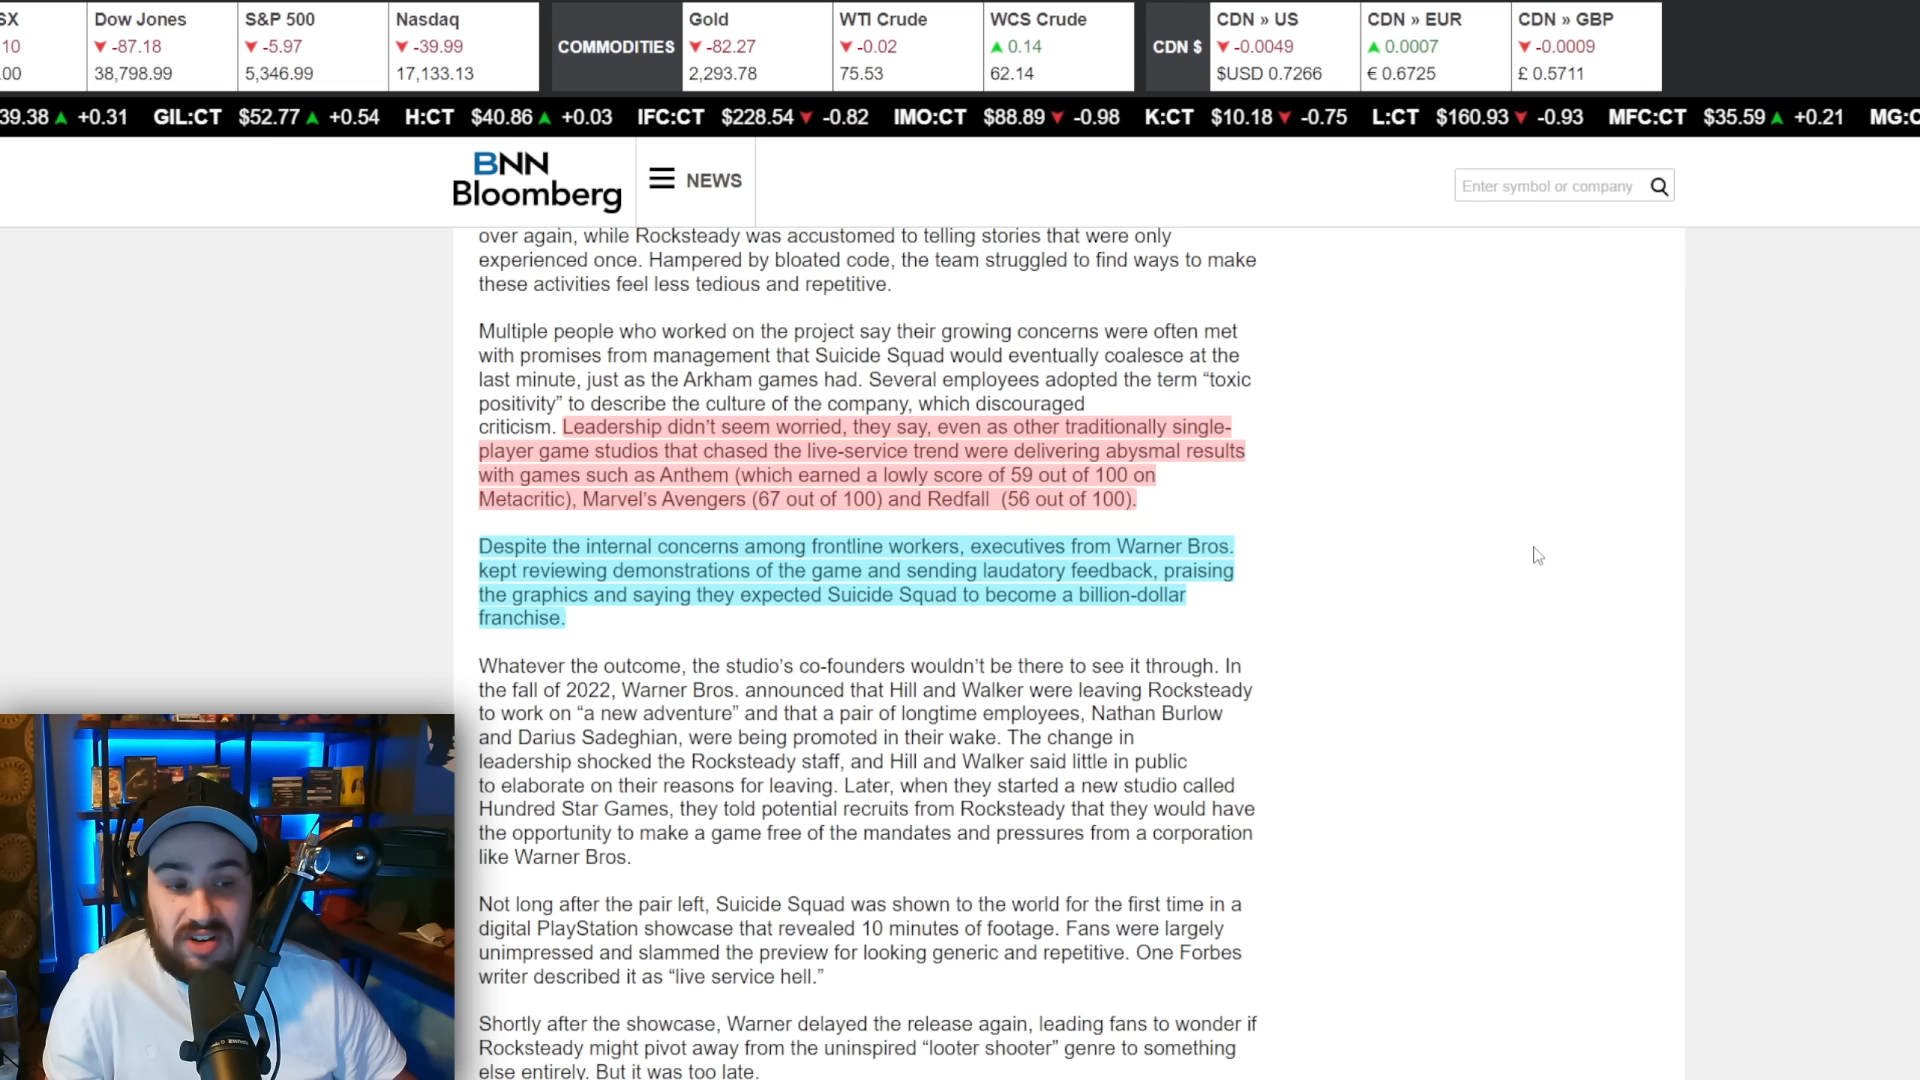 SX
Dow Jones
S&P 500
Nasdaq
Gold
WTI Crude
WCS Crude
CDN » US
CDN » EUR
CDN » GBP
10
-87.18
-5.97
-39.99
COMMODITIES
-82.27
-0.02
0.14
CDN $
-0.0049
0.0007
-0.0009
.00
38,798.99
5,346.99
17,133.13
2,293.78
75.53
62.14
$USD 0.7266
€ 0.6725
£ 0.5711
39.38 +0.31 GIL:CT $52.77 +0.54 H:CT $40.86 +0.03 IFC:CT $228.54 -0.82 IMO:CT $88.89 -0.98 K:CT $10.18 -0.75 L:CT $160.93 -0.93 MFC:CT $35.59 +0.21 MG:C
BNN
Bloomberg
NEWS
Enter symbol or company
over again, while Rocksteady was accustomed to telling stories that were only
experienced once. Hampered by bloated code, the team struggled to find ways to make
these activities feel less tedious and repetitive.
Multiple people who worked on the project say their growing concerns were often met
with promises from management that Suicide Squad would eventually coalesce at the
last minute, just as the Arkham games had. Several employees adopted the term “toxic
positivity” to describe the culture of the company, which discouraged
criticism. Leadership didn’t seem worried, they say, even as other traditionally single-
player game studios that chased the live-service trend were delivering abysmal results
with games such as Anthem (which earned a lowly score of 59 out of 100 on
Metacritic), Marvel’s Avengers (67 out of 100) and Redfall (56 out of 100).
Despite the internal concerns among frontline workers, executives from Warner Bros.
kept reviewing demonstrations of the game and sending laudatory feedback, praising
the graphics and saying they expected Suicide Squad to become a billion-dollar
franchise.
Whatever the outcome, the studio’s co-founders wouldn’t be there to see it through. In
the fall of 2022, Warner Bros. announced that Hill and Walker were leaving Rocksteady
to work on “a new adventure” and that a pair of longtime employees, Nathan Burlow
and Darius Sadeghian, were being promoted in their wake. The change in
leadership shocked the Rocksteady staff, and Hill and Walker said little in public
to elaborate on their reasons for leaving. Later, when they started a new studio called
Hundred Star Games, they told potential recruits from Rocksteady that they would have
the opportunity to make a game free of the mandates and pressures from a corporation
like Warner Bros.
Not long after the pair left, Suicide Squad was shown to the world for the first time in a
digital PlayStation showcase that revealed 10 minutes of footage. Fans were largely
unimpressed and slammed the preview for looking generic and repetitive. One Forbes
writer described it as “live service hell.”
Shortly after the showcase, Warner delayed the release again, leading fans to wonder if
Rocksteady might pivot away from the uninspired “looter shooter” genre to something
else entirely. But it was too late.